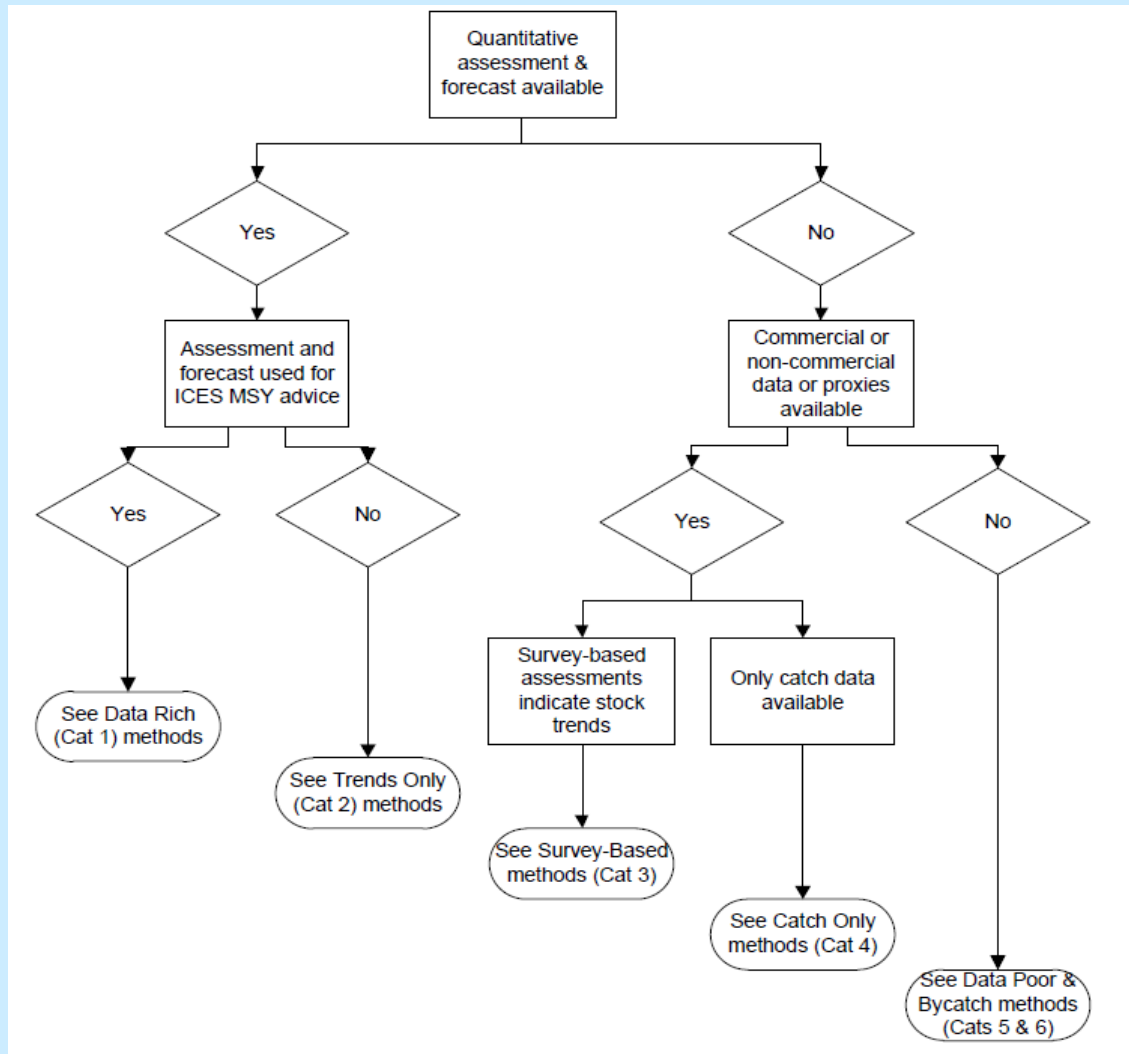 Quantitative
assessment &
forecast available
Yes
No
Assessment and
forecast used for
ICES MSY advice
Commercial or
non-commercial
data or proxies
available
Yes
No
Yes
No
Survey-based
assessments
indicate stock
trends
Only catch data
available
See Data Rich
(Cat 1) methods
See Trends Only
(Cat 2) methods
See Survey-Based
methods (Cat 3)
See Catch Only
methods (Cat 4)
See Data Poor &
Bycatch methods
(Cats 5 & 6)